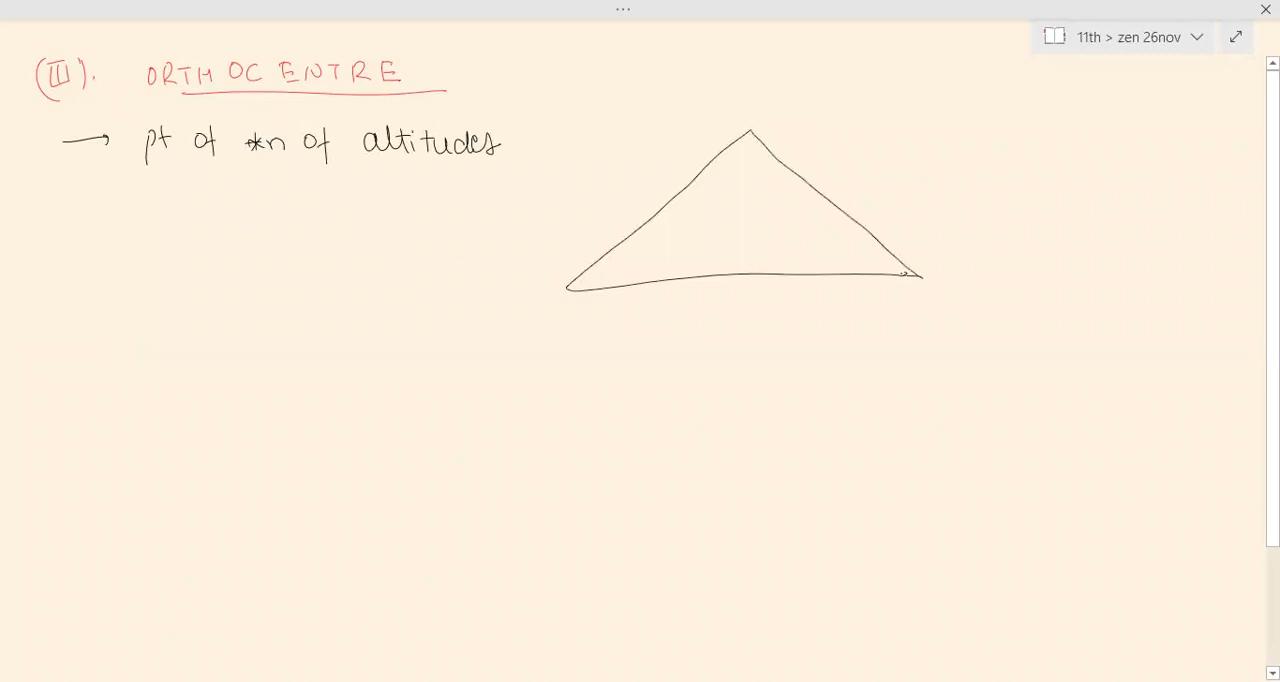 11th > zen 26nov
(III). ORTHOCENTRE
→ pt of *n of altitudes